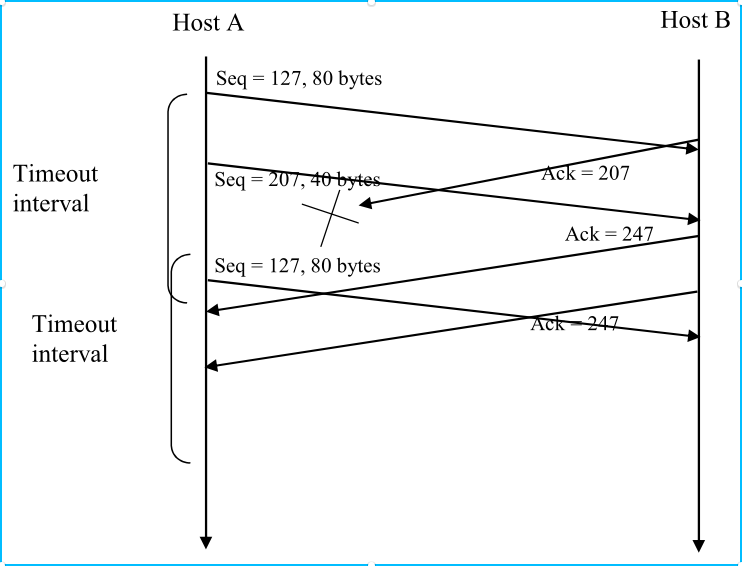 Host A
Host B
Seq = 127, 80 bytes
Timeout
interval
Ack = 207
Seq = 207, 40 bytes
Ack = 247
Seq = 127, 80 bytes
Timeout
interval
Ack = 247